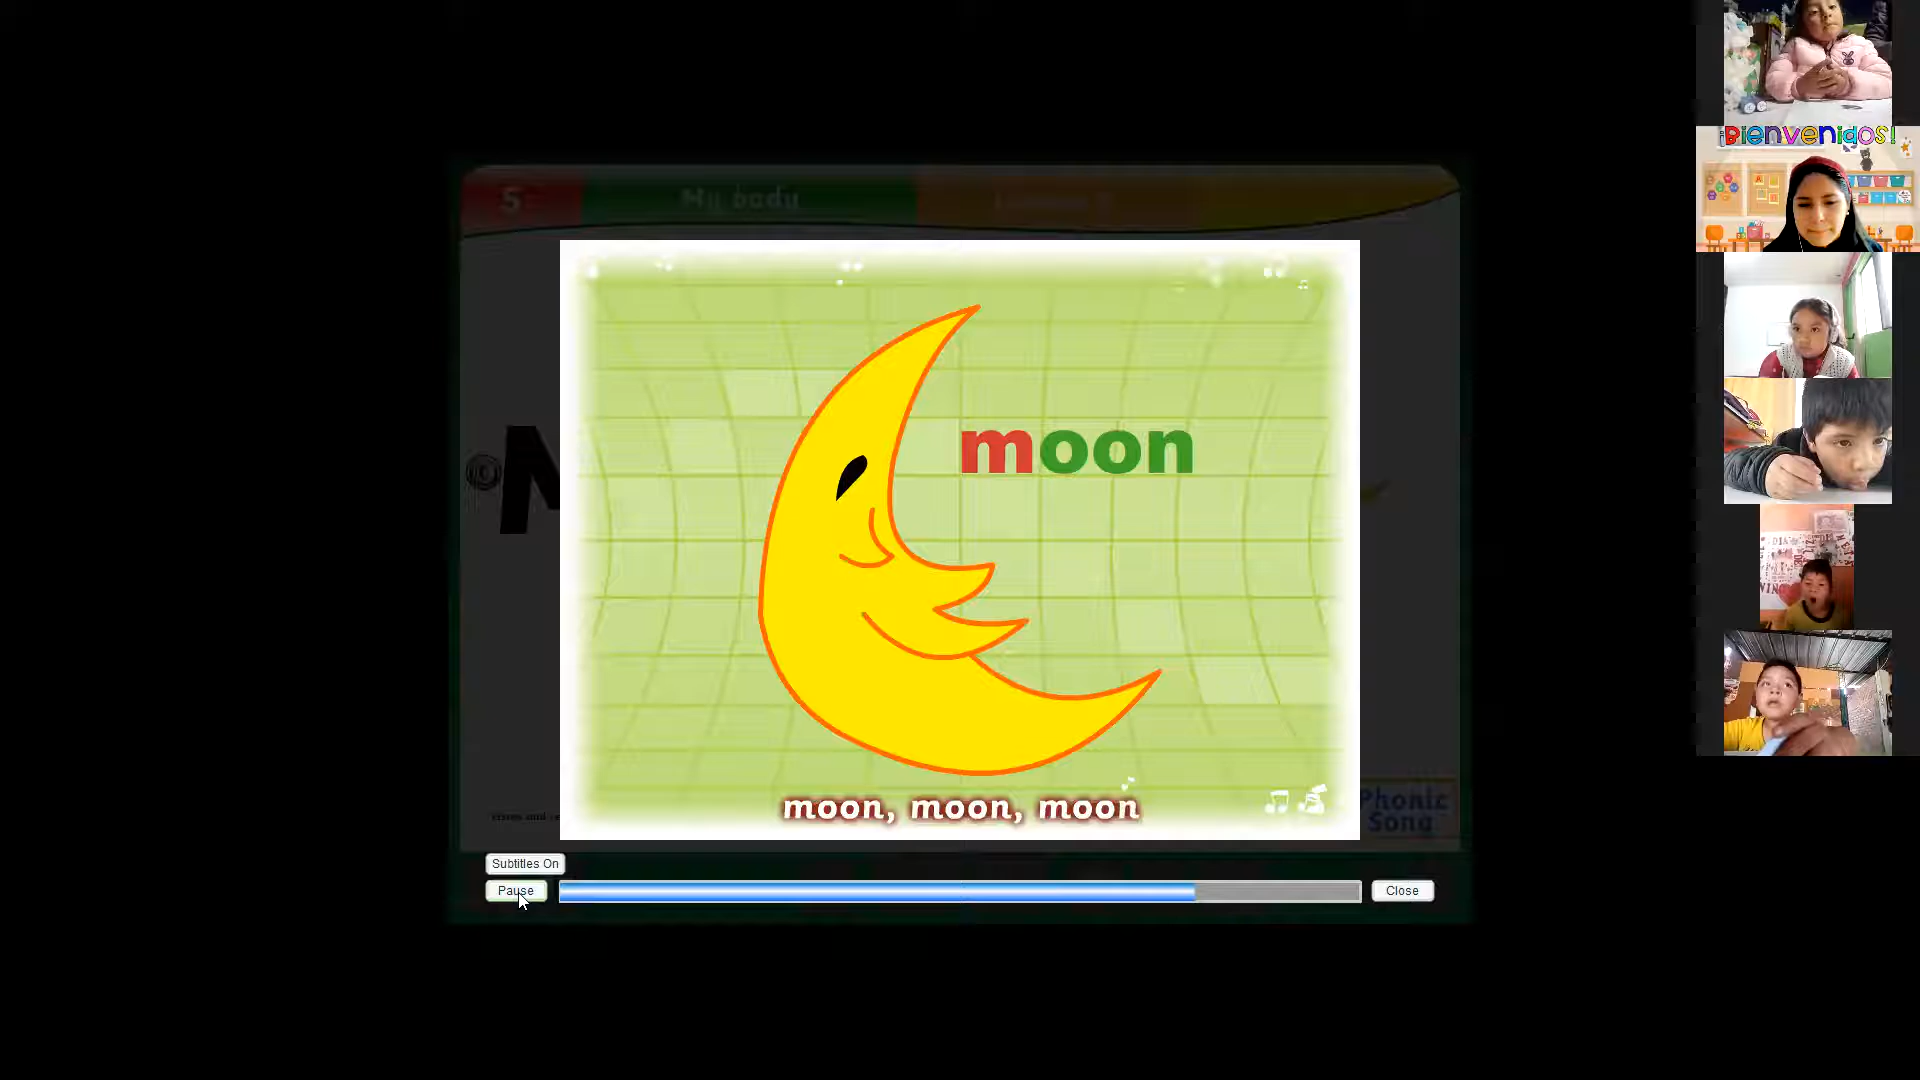 ¡Bienvenidos!
5
My body
moon
moon, moon, moon
Phonic
Song
Subtitles On
Pause
Close